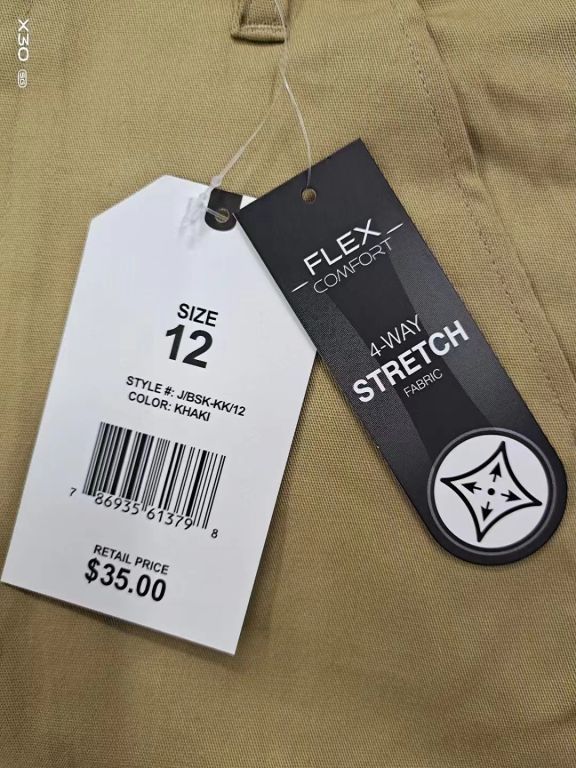 X30 5G
SIZE
12
STYLE #: J/BSK-KK/12
COLOR: KHAKI
7 86935 61379 8
RETAIL PRICE
$35.00
FLEX
COMFORT
4-WAY
STRETCH
FABRIC